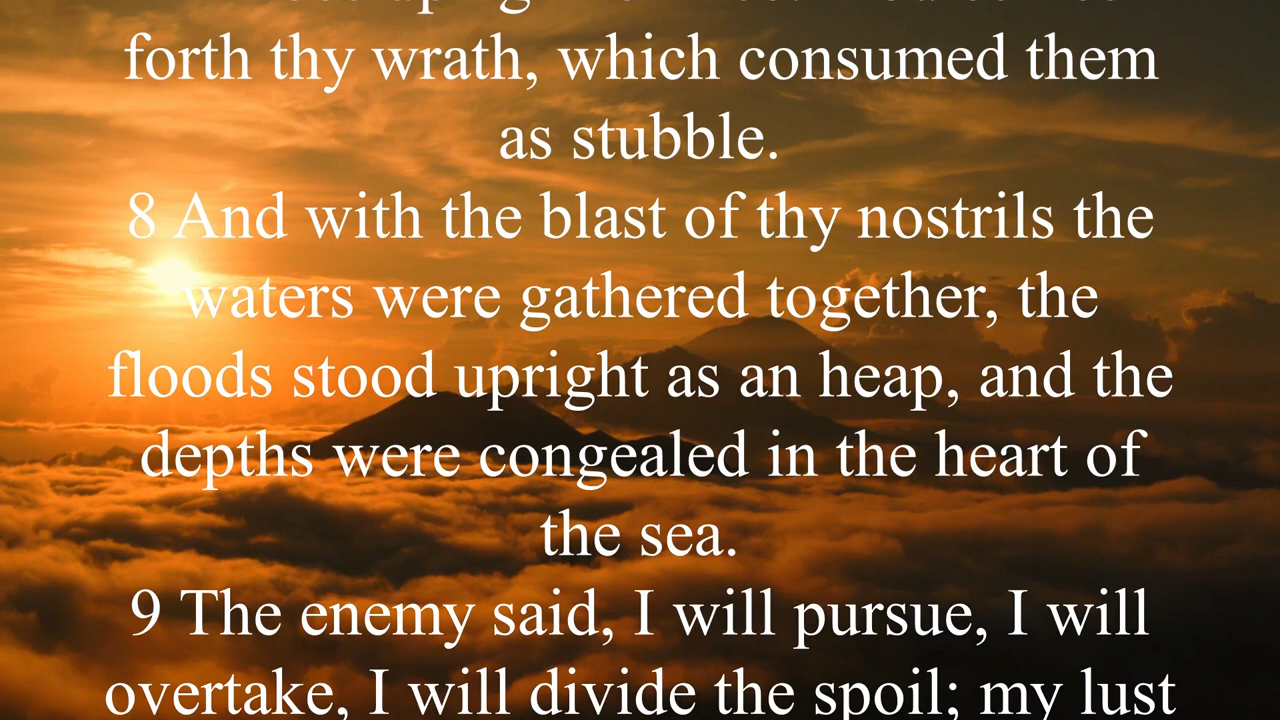 forth thy wrath, which consumed them
as stubble.
8 And with the blast of thy nostrils the
waters were gathered together, the
floods stood upright as an heap, and the
depths were congealed in the heart of
the sea.
9 The enemy said, I will pursue, I will
overtake, I will divide the spoil; my lust